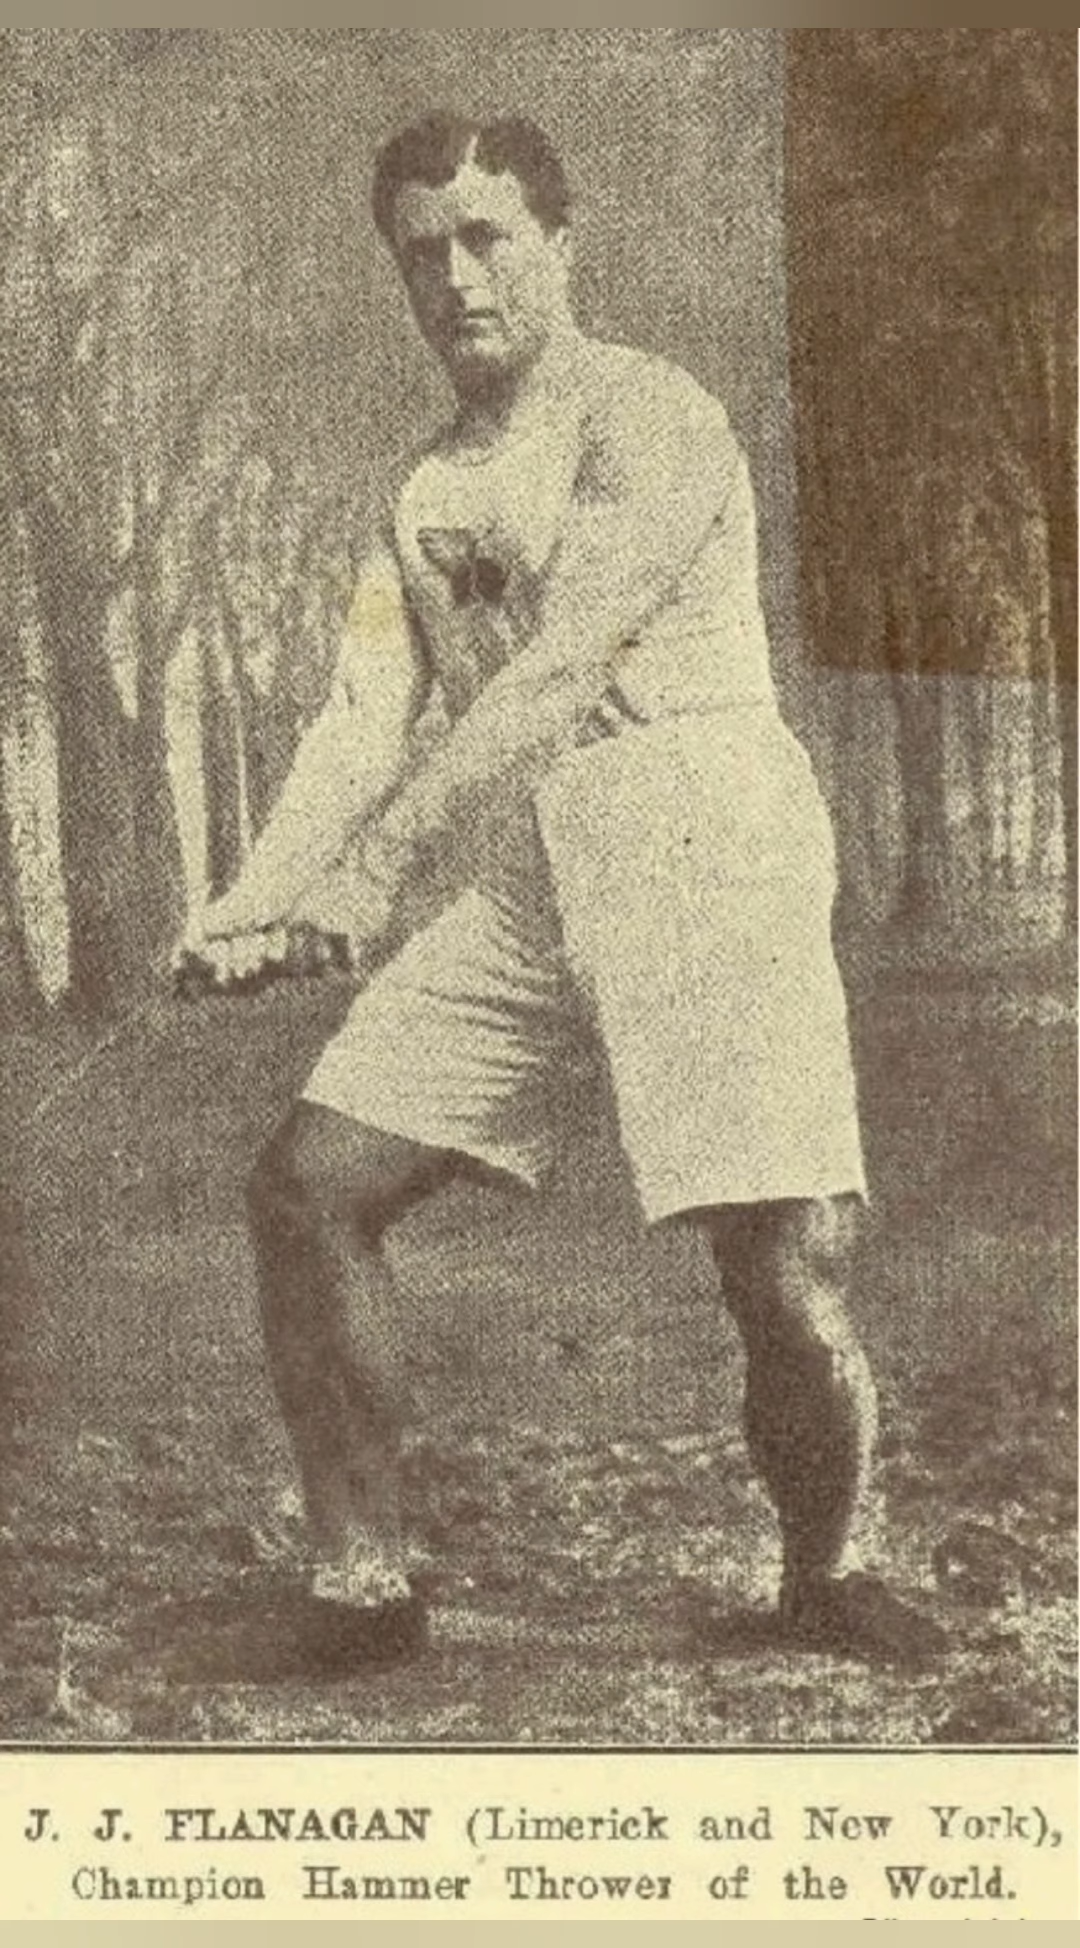 J. J. FLANAGAN (Limerick and New York),
Champion Hammer Thrower of the World.